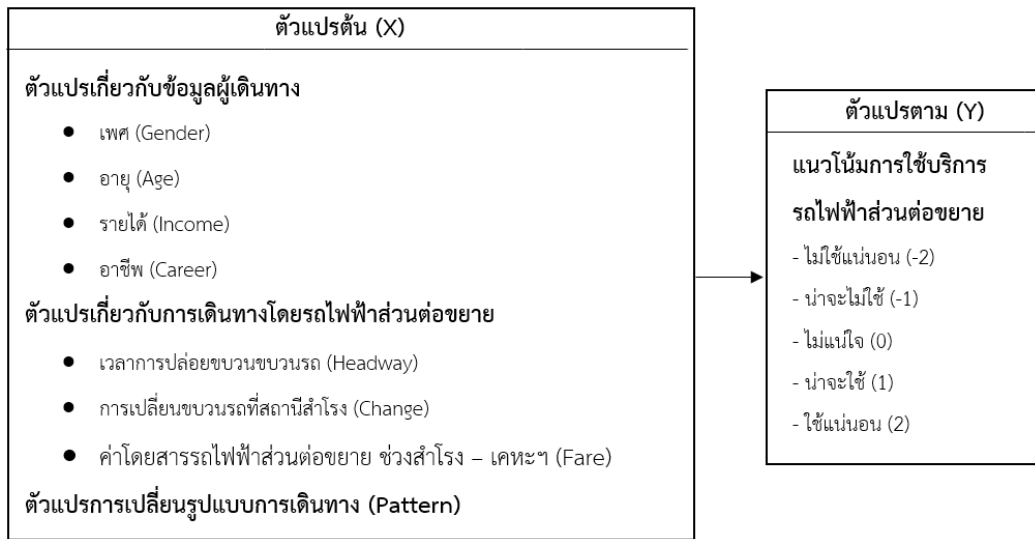 ตัวแปรต้น (X)
ตัวแปรเกี่ยวกับข้อมูลผู้เดินทาง
● เพศ (Gender)
● อายุ (Age)
● รายได้ (Income)
● อาชีพ (Career)
ตัวแปรเกี่ยวกับการเดินทางโดยรถไฟฟ้าส่วนต่อขยาย
● เวลาการปล่อยขบวนขบวนรถ (Headway)
● การเปลี่ยนขบวนรถที่สถานีสำโรง (Change)
● ค่าโดยสารรถไฟฟ้าส่วนต่อขยาย ช่วงสำโรง – เคหะฯ (Fare)
ตัวแปรการเปลี่ยนรูปแบบการเดินทาง (Pattern)
ตัวแปรตาม (Y)
แนวโน้มการใช้บริการ
รถไฟฟ้าส่วนต่อขยาย
- ไม่ใช้แน่นอน (-2)
- น่าจะไม่ใช้ (-1)
- ไม่แน่ใจ (0)
- น่าจะใช้ (1)
- ใช้แน่นอน (2)